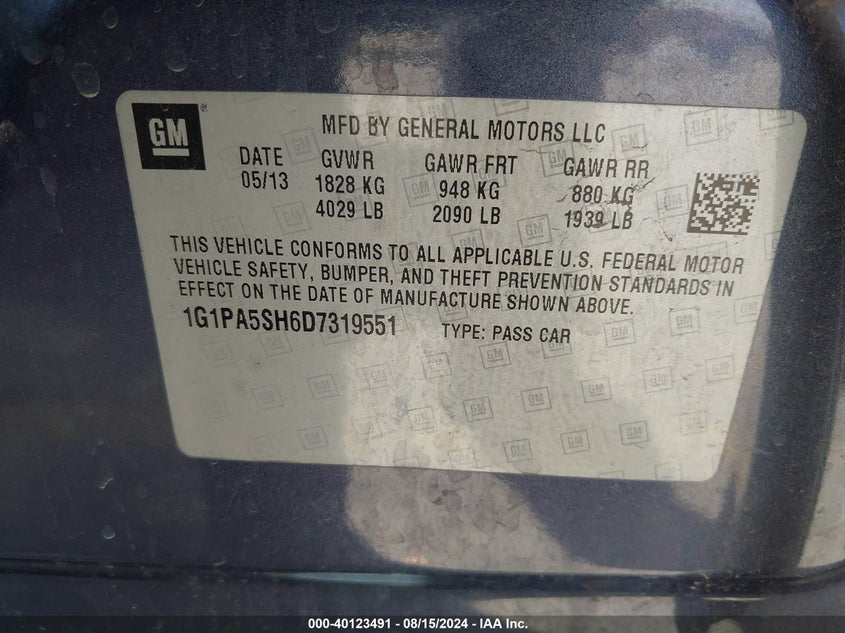 GM ®
MFD BY GENERAL MOTORS LLC
DATE GVWR GAWR FRT GAWR RR
05/13 1828 KG 948 KG 880 KG
4029 LB 2090 LB 1939 LB
THIS VEHICLE CONFORMS TO ALL APPLICABLE U.S. FEDERAL MOTOR
VEHICLE SAFETY, BUMPER, AND THEFT PREVENTION STANDARDS IN
EFFECT ON THE DATE OF MANUFACTURE SHOWN ABOVE.
1G1PA5SH6D7319551 TYPE: PASS CAR
000-40123491 - 08/15/2024 - IAA Inc.